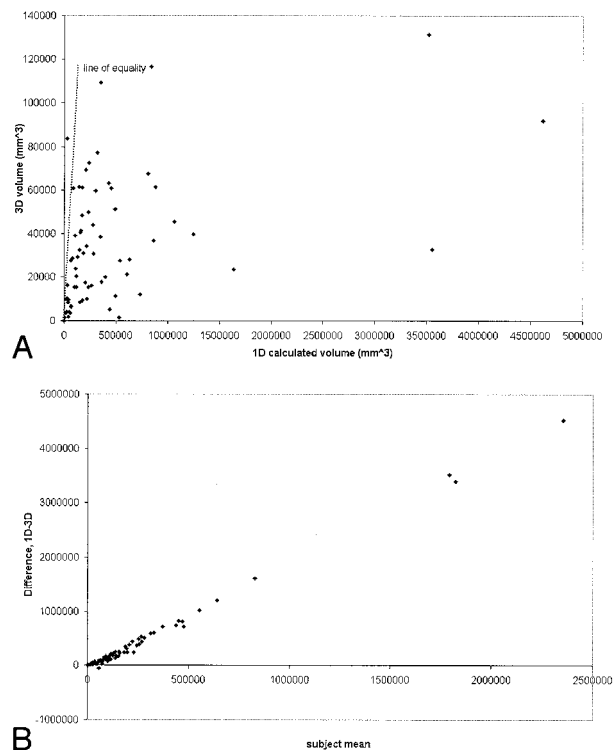 140000
120000
100000
80000
60000
40000
20000
0
3D volume (mm^3)
line of equality
0 500000 1000000 1500000 2000000 2500000 3000000 3500000 4000000 4500000 5000000
1D calculated volume (mm^3)
A
5000000
4000000
3000000
2000000
1000000
0
-1000000
Difference, 1D-3D
0 500000 1000000 1500000 2000000 2500000
subject mean
B